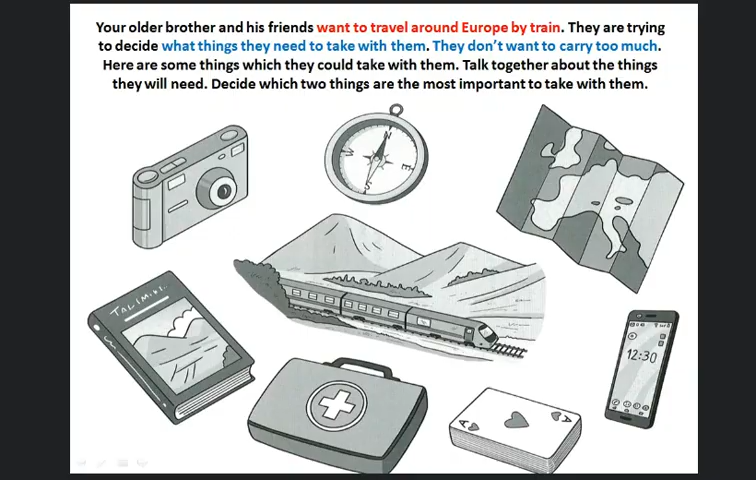 Your older brother and his friends want to travel around Europe by train. They are trying
to decide what things they need to take with them. They don't want to carry too much.
Here are some things which they could take with them. Talk together about the things
they will need. Decide which two things are the most important to take with them.
N
E
S
12:30
A
A